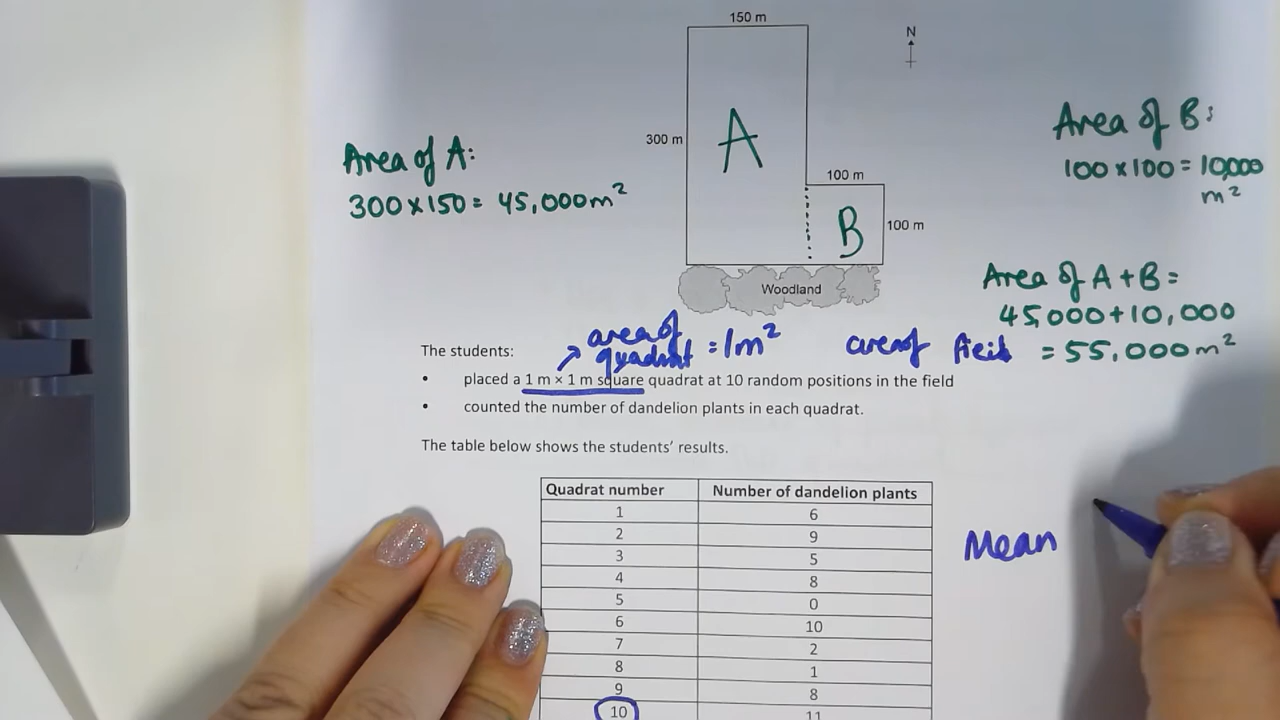 150 m
N
A
300 m
Area of A:
300 × 150 = 45,000m²
Area of B:
100 × 100 = 10,000
m²
100 m
B
100 m
Woodland
Area of A + B =
45,000 + 10,000
= 55,000m²
area of
quadrat = 1m²
area of field
The students:
• placed a 1 m × 1 m square quadrat at 10 random positions in the field
• counted the number of dandelion plants in each quadrat.
The table below shows the students' results.
Quadrat number Number of dandelion plants
1 6
2 9
3 5
4 8
5 0
6 10
7 2
8 1
9 8
10 11
Mean